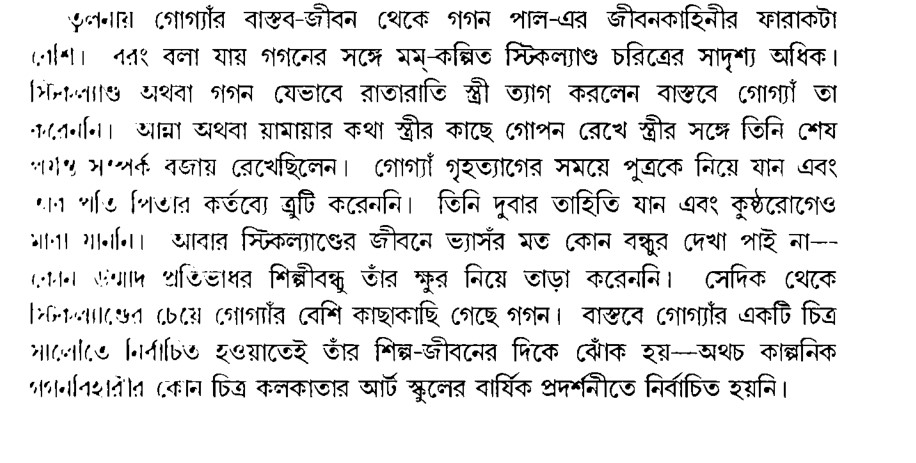 তুলনায় গোগ্যাঁর বাস্তব-জীবন থেকে গগন পাল-এর জীবনকাহিনীর ফারাকটা
বেশি। বরং বলা যায় গগনের সঙ্গে মম্-কল্পিত স্টিকল্যাণ্ড চরিত্রের সাদৃশ্য অধিক।
স্টিকল্যাণ্ড অথবা গগন যেভাবে রাতারাতি স্ত্রী ত্যাগ করলেন বাস্তবে গোগ্যাঁ তা
করেননি। আন্না অথবা য়ামায়ার কথা স্ত্রীর কাছে গোপন রেখে স্ত্রীর সঙ্গে তিনি শেষ
পর্যন্ত সম্পর্ক বজায় রেখেছিলেন। গোগ্যাঁ গৃহত্যাগের সময়ে পুত্রকে নিয়ে যান এবং
তার প্রতি পিতার কর্তব্যে ত্রুটি করেননি। তিনি দুবার তাহিতি যান এবং কুষ্ঠরোগেও
মারা যাননি। আবার স্টিকল্যাণ্ডের জীবনে ভ্যাসঁর মত কোন বন্ধুর দেখা পাই না—
কোন উন্মাদ প্রতিভাধর শিল্পীবন্ধু তাঁর ক্ষুর নিয়ে তাড়া করেননি। সেদিক থেকে
স্টিকল্যাণ্ডের চেয়ে গোগ্যাঁর বেশি কাছাকাছি গেছে গগন। বাস্তবে গোগ্যাঁর একটি চিত্র
সালোঁতে নির্বাচিত হওয়াতেই তাঁর শিল্প-জীবনের দিকে ঝোঁক হয়—অথচ কাল্পনিক
গগনবিহারীর কোন চিত্র কলকাতার আর্ট স্কুলের বার্ষিক প্রদর্শনীতে নির্বাচিত হয়নি।